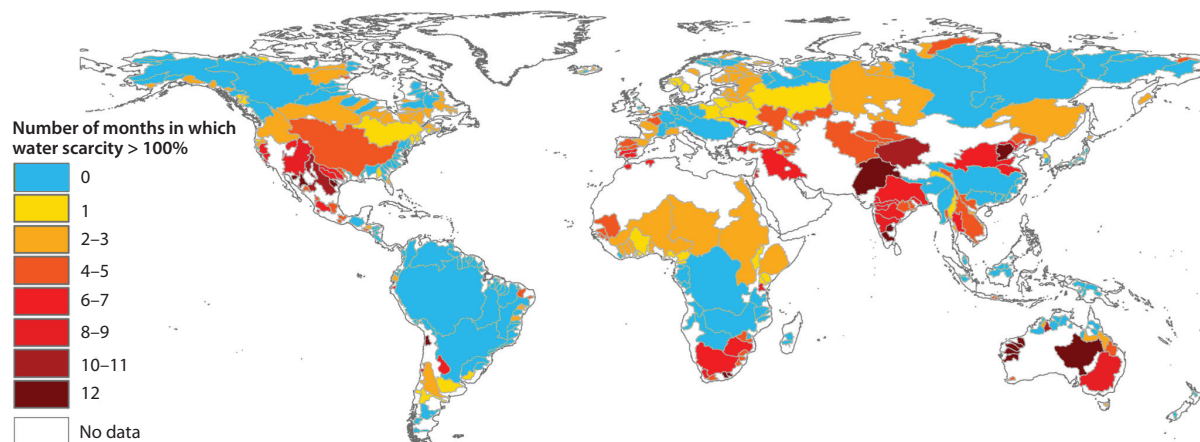 Number of months in which
water scarcity > 100%
0
1
2–3
4–5
6–7
8–9
10–11
12
No data